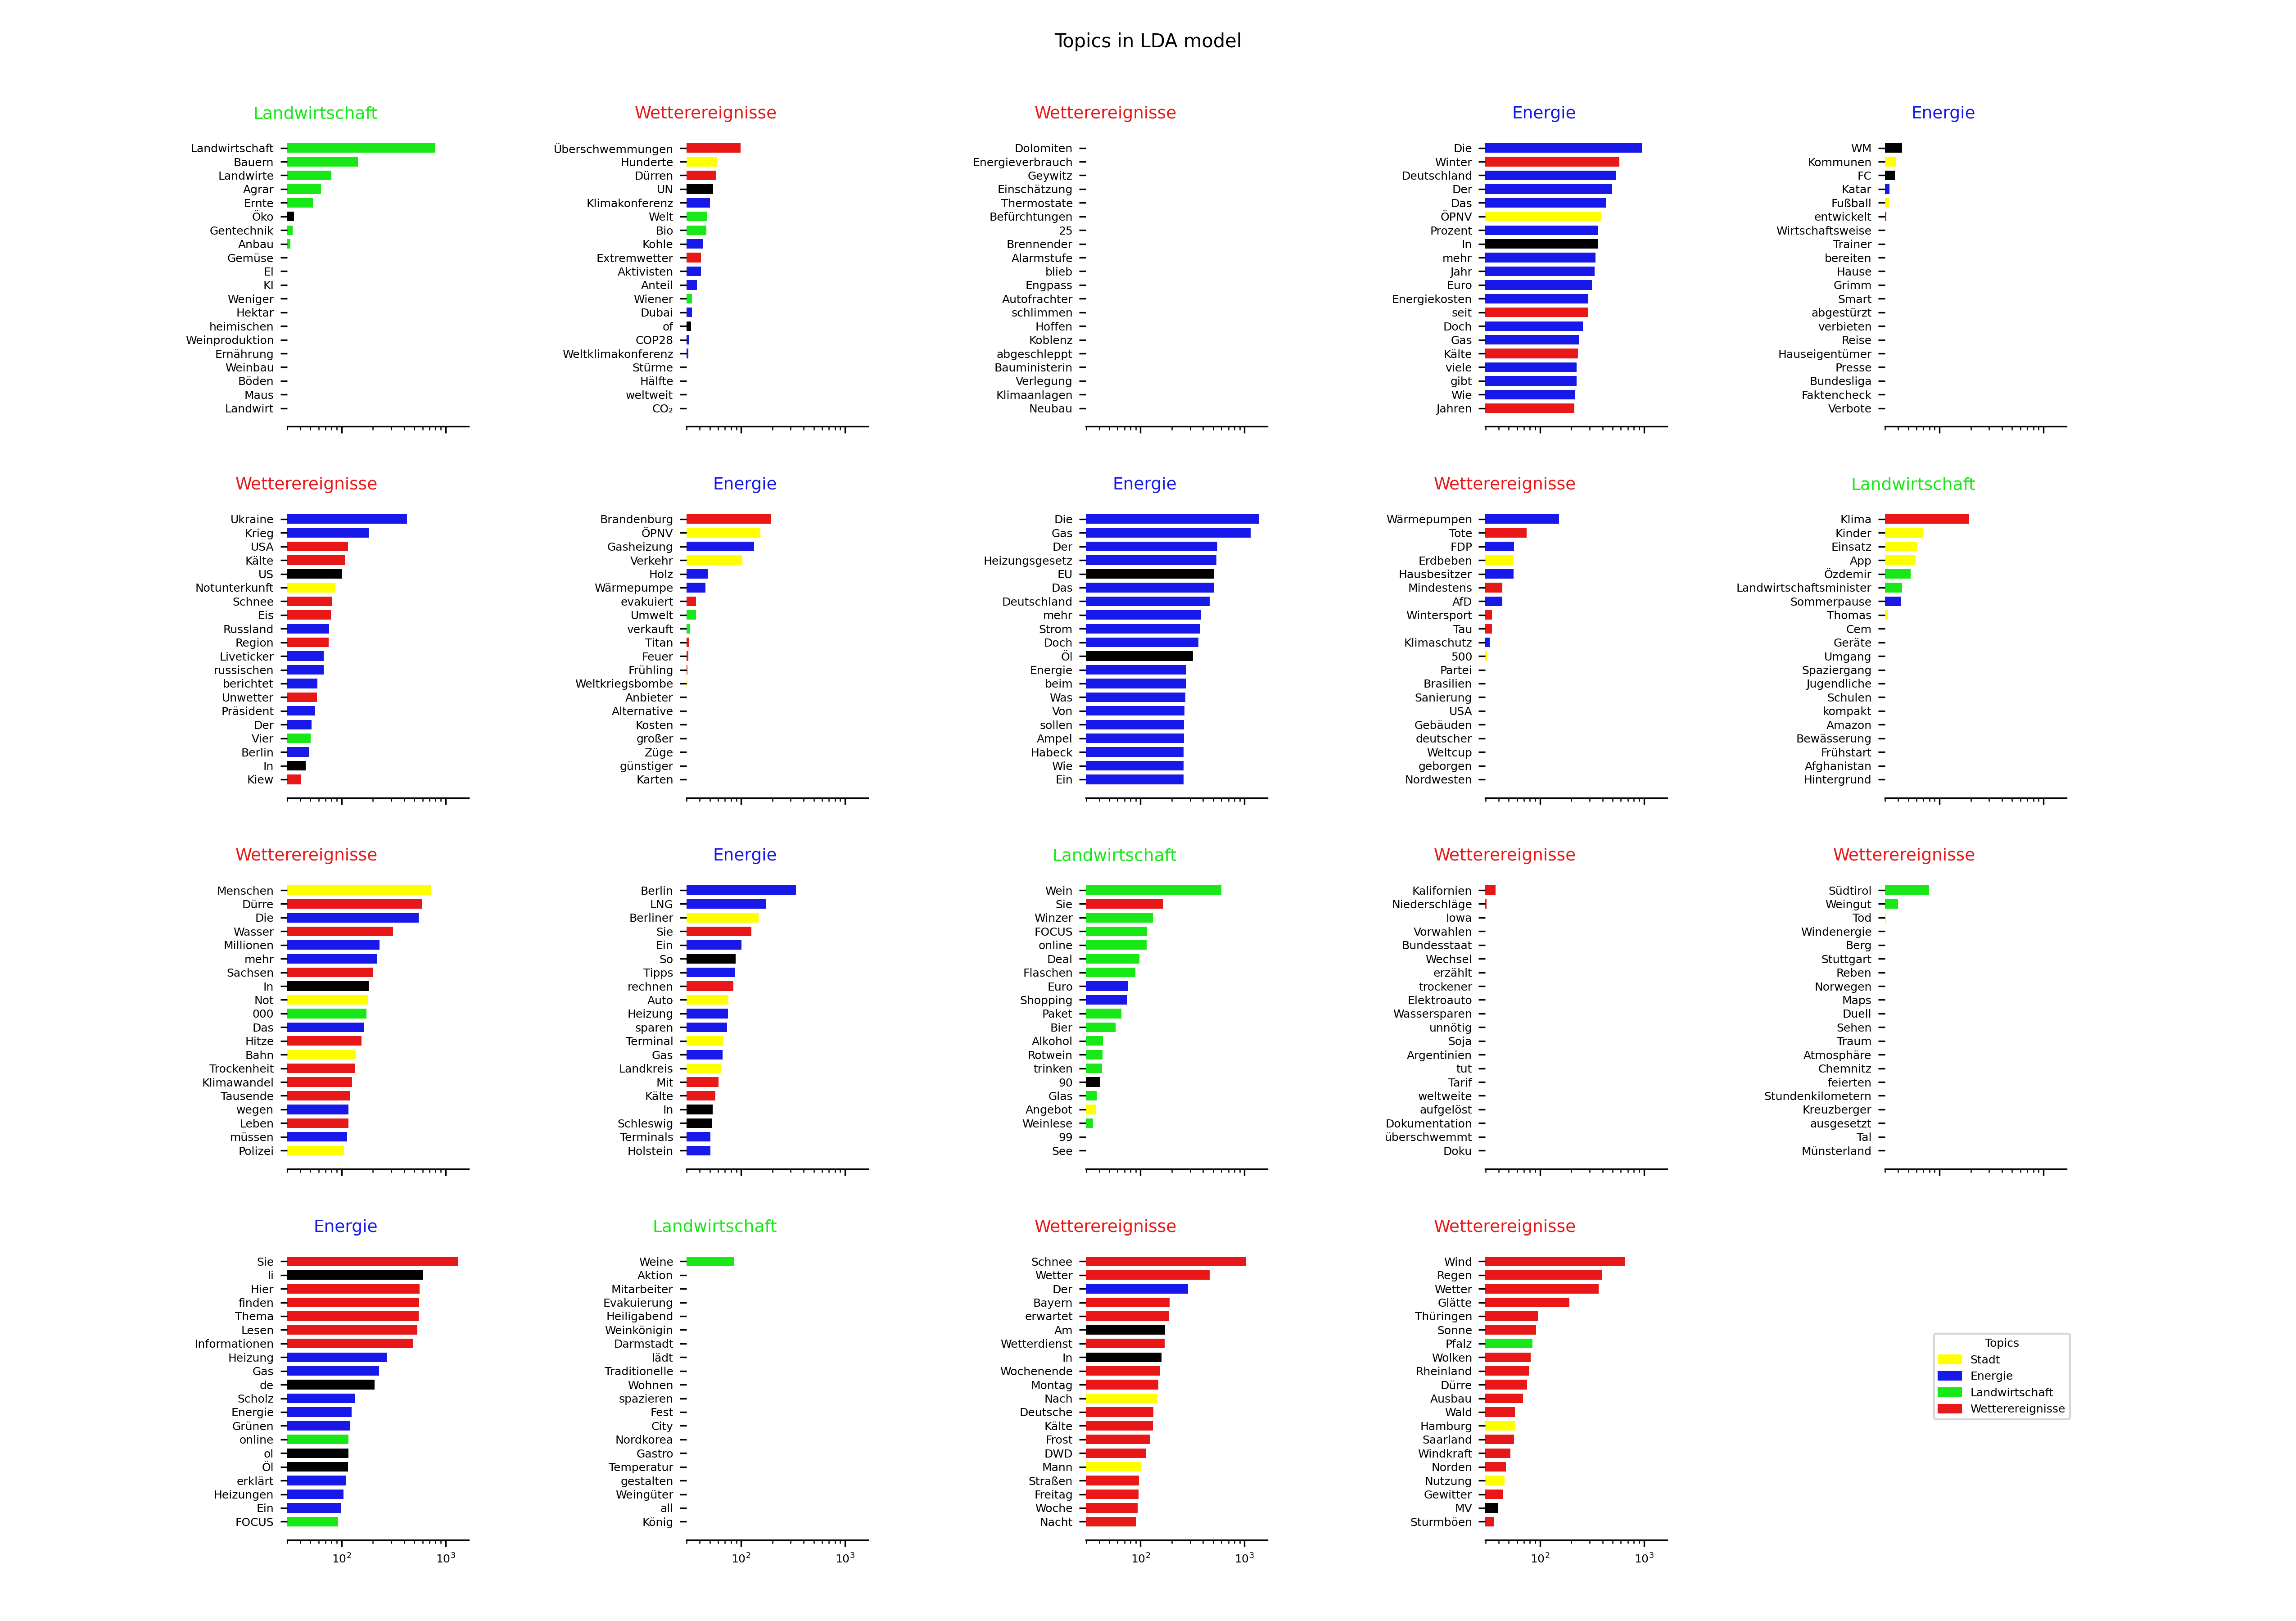 Topics in LDA model
Landwirtschaft
Landwirtschaft
Bauern
Landwirte
Agrar
Ernte
Öko
Gentechnik
Anbau
Gemüse
El
KI
Weniger
Hektar
heimischen
Weinproduktion
Ernährung
Weinbau
Böden
Maus
Landwirt
Wetterereignisse
Überschwemmungen
Hunderte
Dürren
UN
Klimakonferenz
Welt
Bio
Kohle
Extremwetter
Aktivisten
Anteil
Wiener
Dubai
of
COP28
Weltklimakonferenz
Stürme
Hälfte
weltweit
CO₂
Wetterereignisse
Dolomiten
Energieverbrauch
Geywitz
Einschätzung
Thermostate
Befürchtungen
25
Brennender
Alarmstufe
blieb
Engpass
Autofrachter
schlimmen
Hoffen
Koblenz
abgeschleppt
Bauministerin
Verlegung
Klimaanlagen
Neubau
Energie
Die
Winter
Deutschland
Der
Das
ÖPNV
Prozent
In
mehr
Jahr
Euro
Energiekosten
seit
Doch
Gas
Kälte
viele
gibt
Wie
Jahren
Energie
WM
Kommunen
FC
Katar
Fußball
entwickelt
Wirtschaftsweise
Trainer
bereiten
Hause
Grimm
Smart
abgestürzt
verbieten
Reise
Hauseigentümer
Presse
Bundesliga
Faktencheck
Verbote
Wetterereignisse
Ukraine
Krieg
USA
Kälte
US
Notunterkunft
Schnee
Eis
Russland
Region
Liveticker
russischen
berichtet
Unwetter
Präsident
Der
Vier
Berlin
In
Kiew
Energie
Brandenburg
ÖPNV
Gasheizung
Verkehr
Holz
Wärmepumpe
evakuiert
Umwelt
verkauft
Titan
Feuer
Frühling
Weltkriegsbombe
Anbieter
Alternative
Kosten
großer
Züge
günstiger
Karten
Energie
Die
Gas
Der
Heizungsgesetz
EU
Das
Deutschland
mehr
Strom
Doch
Öl
Energie
beim
Was
Von
sollen
Ampel
Habeck
Wie
Ein
Wetterereignisse
Wärmepumpen
Tote
FDP
Erdbeben
Hausbesitzer
Mindestens
AfD
Wintersport
Tau
Klimaschutz
500
Partei
Brasilien
Sanierung
USA
Gebäuden
deutscher
Weltcup
geborgen
Nordwesten
Landwirtschaft
Klima
Kinder
Einsatz
App
Özdemir
Landwirtschaftsminister
Sommerpause
Thomas
Cem
Geräte
Umgang
Spaziergang
Jugendliche
Schulen
kompakt
Amazon
Bewässerung
Frühstart
Afghanistan
Hintergrund
Wetterereignisse
Menschen
Dürre
Die
Wasser
Millionen
mehr
Sachsen
In
Not
000
Das
Hitze
Bahn
Trockenheit
Klimawandel
Tausende
wegen
Leben
müssen
Polizei
Energie
Berlin
LNG
Berliner
Sie
Ein
So
Tipps
rechnen
Auto
Heizung
sparen
Terminal
Gas
Landkreis
Mit
Kälte
In
Schleswig
Terminals
Holstein
Landwirtschaft
Wein
Sie
Winzer
FOCUS
online
Deal
Flaschen
Euro
Shopping
Paket
Bier
Alkohol
Rotwein
trinken
90
Glas
Angebot
Weinlese
99
See
Wetterereignisse
Kalifornien
Niederschläge
Iowa
Vorwahlen
Bundesstaat
Wechsel
erzählt
trockener
Elektroauto
Wassersparen
unnötig
Soja
Argentinien
tut
Tarif
weltweite
aufgelöst
Dokumentation
überschwemmt
Doku
Wetterereignisse
Südtirol
Weingut
Tod
Windenergie
Berg
Stuttgart
Reben
Norwegen
Maps
Duell
Sehen
Traum
Atmosphäre
Chemnitz
feierten
Stundenkilometern
Kreuzberger
ausgesetzt
Tal
Münsterland
Energie
Sie
li
Hier
finden
Thema
Lesen
Informationen
Heizung
Gas
de
Scholz
Energie
Grünen
online
ol
Öl
erklärt
Heizungen
Ein
FOCUS
10² 10³
Landwirtschaft
Weine
Aktion
Mitarbeiter
Evakuierung
Heiligabend
Weinkönigin
Darmstadt
lädt
Traditionelle
Wohnen
spazieren
Fest
City
Nordkorea
Gastro
Temperatur
gestalten
Weingüter
all
König
10² 10³
Wetterereignisse
Schnee
Wetter
Der
Bayern
erwartet
Am
Wetterdienst
In
Wochenende
Montag
Nach
Deutsche
Kälte
Frost
DWD
Mann
Straßen
Freitag
Woche
Nacht
10² 10³
Wetterereignisse
Wind
Regen
Wetter
Glätte
Thüringen
Sonne
Pfalz
Wolken
Rheinland
Dürre
Ausbau
Wald
Hamburg
Saarland
Windkraft
Norden
Nutzung
Gewitter
MV
Sturmböen
10² 10³
Topics
Stadt
Energie
Landwirtschaft
Wetterereignisse